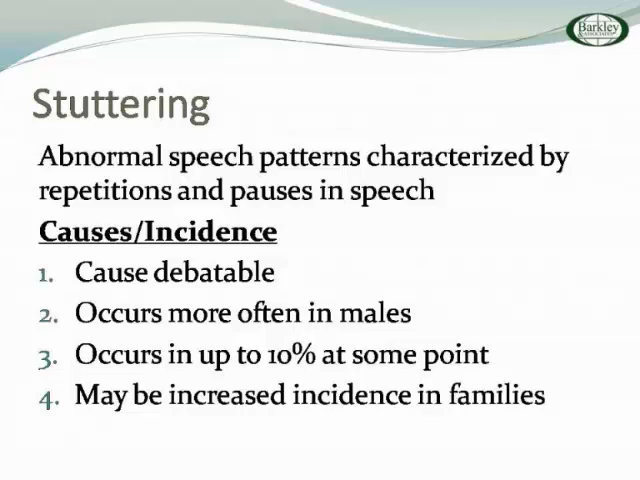 Barkley
& ASSOCIATES
Stuttering
Abnormal speech patterns characterized by
repetitions and pauses in speech
Causes/Incidence
1. Cause debatable
2. Occurs more often in males
3. Occurs in up to 10% at some point
4. May be increased incidence in families